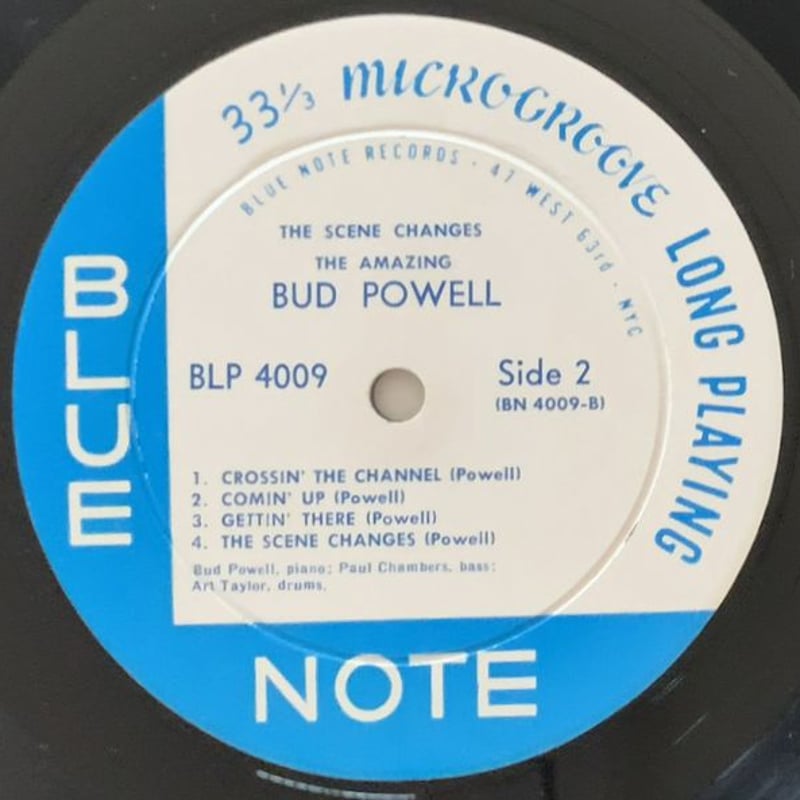 33⅓ MICROGROOVE LONG PLAYING
BLUE NOTE RECORDS · 47 WEST 63rd · NYC
THE SCENE CHANGES
THE AMAZING
BUD POWELL
BLP 4009
Side 2
(BN 4009-B)
1. CROSSIN' THE CHANNEL (Powell)
2. COMIN' UP (Powell)
3. GETTIN' THERE (Powell)
4. THE SCENE CHANGES (Powell)
Bud Powell, piano; Paul Chambers, bass;
Art Taylor, drums.
BLUE
NOTE